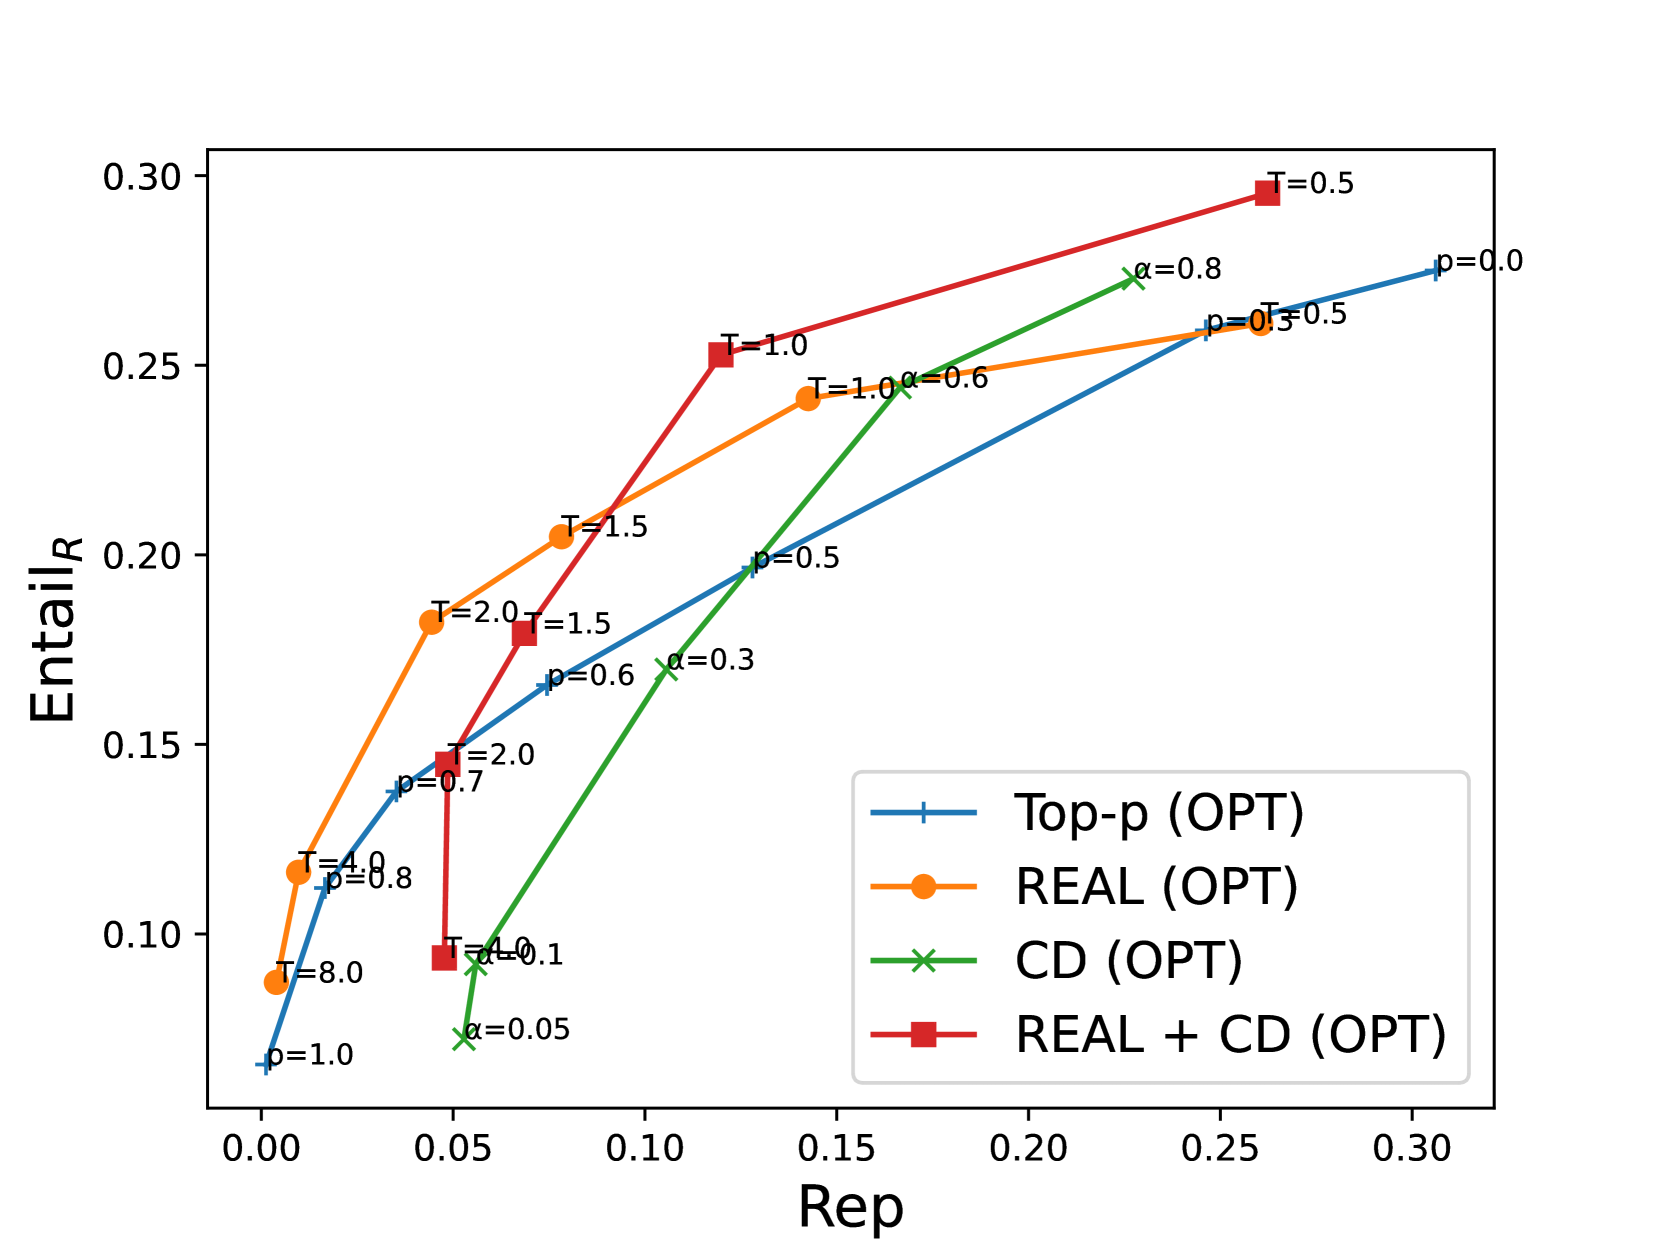 T=0.5
0.30
p=0.0
α=0.8
T=0.5
p=0.3
T=1.0
0.25
α=0.6
T=1.0
0.20
T=1.5
p=0.5
T=2.0
T=1.5
α=0.3
p=0.6
Entail_R
0.15
T=2.0
p=0.7
T=4.0
p=0.8
0.10
T=4.0
α=0.1
T=8.0
α=0.05
p=1.0
Top-p (OPT)
REAL (OPT)
CD (OPT)
REAL + CD (OPT)
0.00 0.05 0.10 0.15 0.20 0.25 0.30
Rep